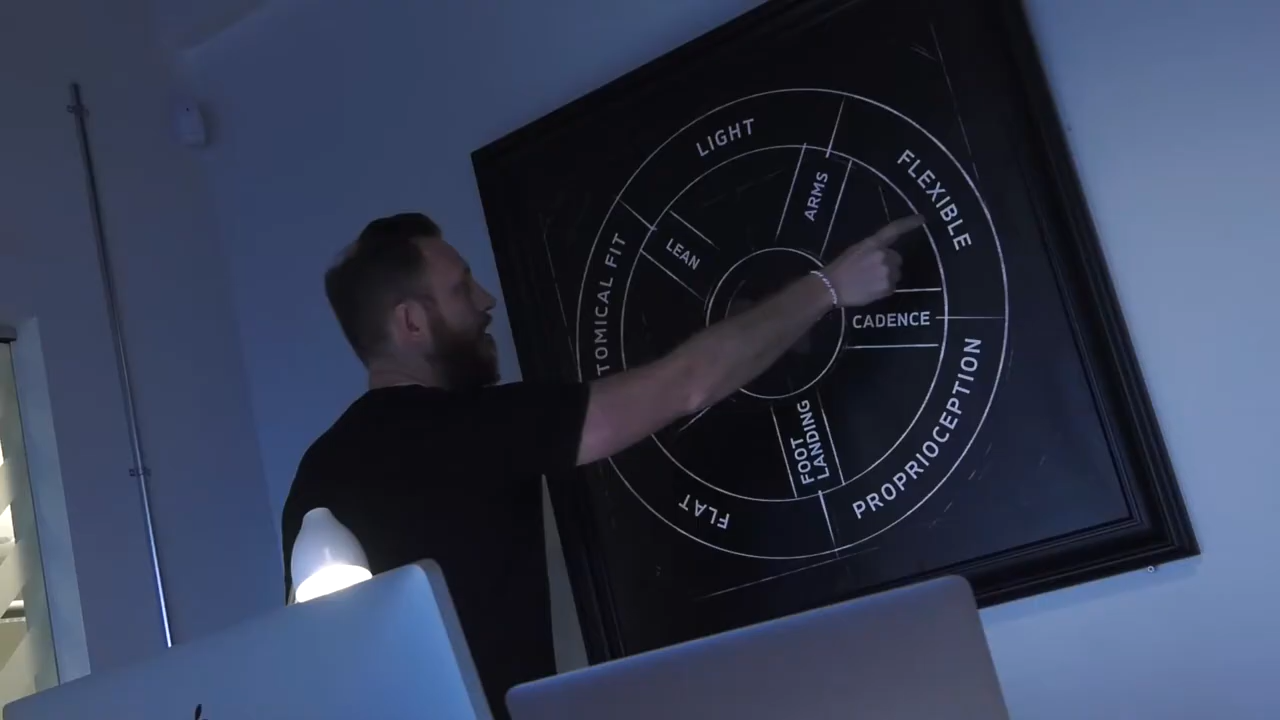 LIGHT
FLEXIBLE
ARMS
LEAN
TOMICAL FIT
CADENCE
PROPRIOCEPTION
FOOT
LANDING
FLAT